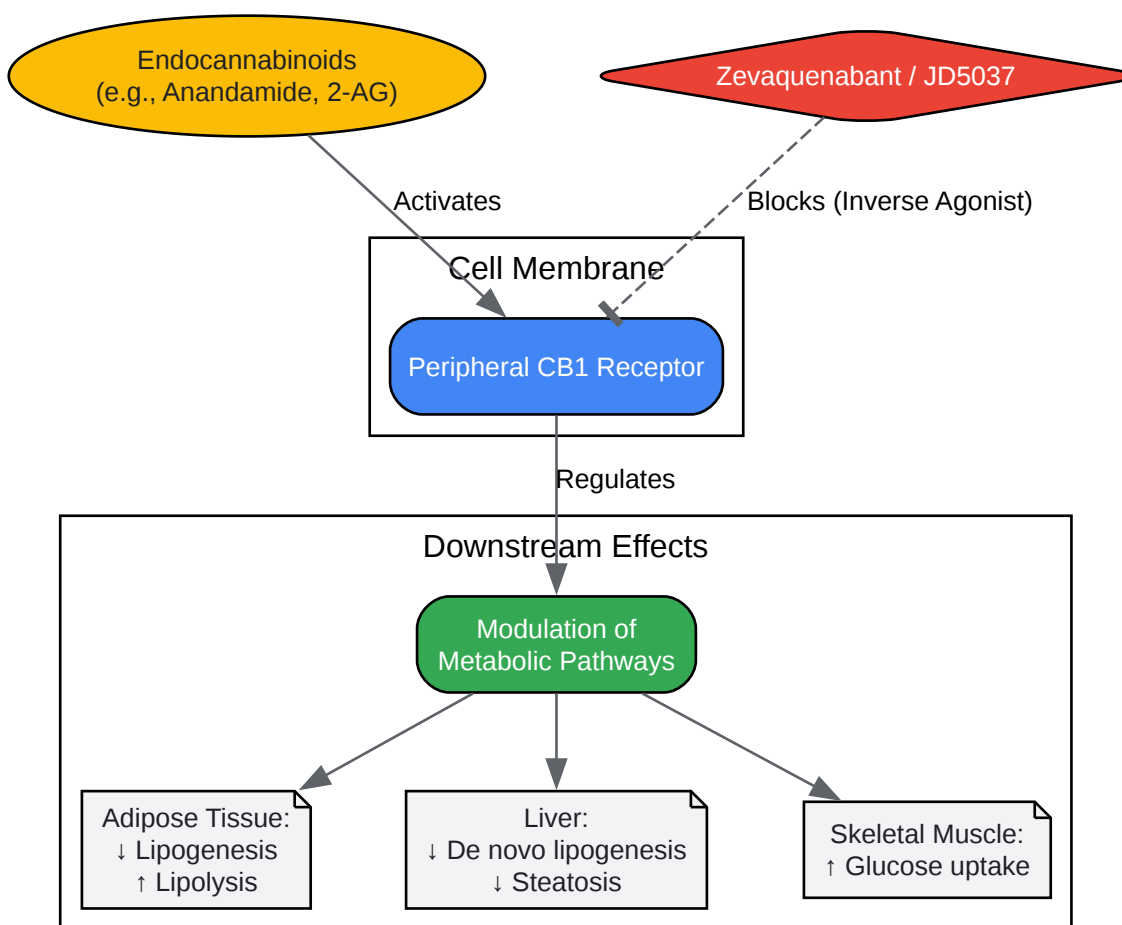 Endocannabinoids
(e.g., Anandamide, 2-AG)
Zevaquenabant / JD5037
Activates
Blocks (Inverse Agonist)
Cell Membrane
Peripheral CB1 Receptor
Regulates
Downstream Effects
Modulation of
Metabolic Pathways
Adipose Tissue:
↓ Lipogenesis
↑ Lipolysis
Liver:
↓ De novo lipogenesis
↓ Steatosis
Skeletal Muscle:
↑ Glucose uptake